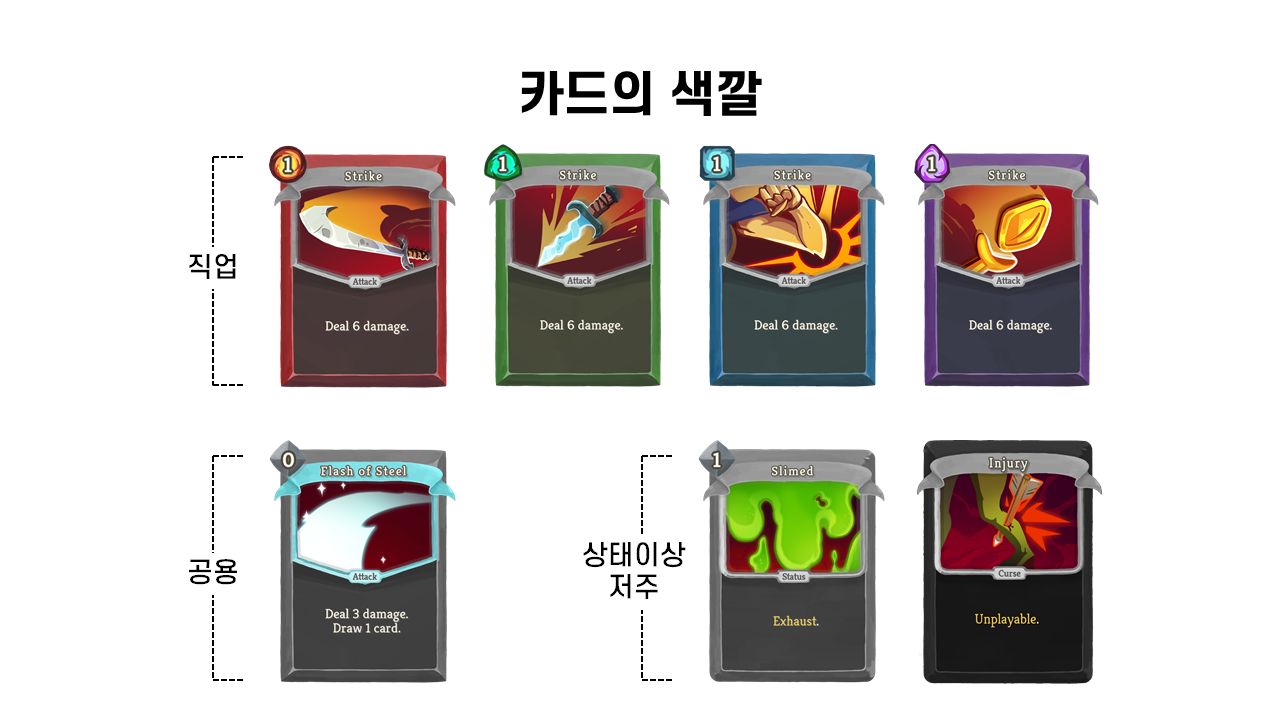 카드의 색깔
직업
1
Strike
Attack
Deal 6 damage.
1
Strike
Attack
Deal 6 damage.
1
Strike
Attack
Deal 6 damage.
1
Strike
Attack
Deal 6 damage.
공용
0
Flash of Steel
Attack
Deal 3 damage.
Draw 1 card.
상태이상
저주
1
Slimed
Status
Exhaust.
Injury
Curse
Unplayable.